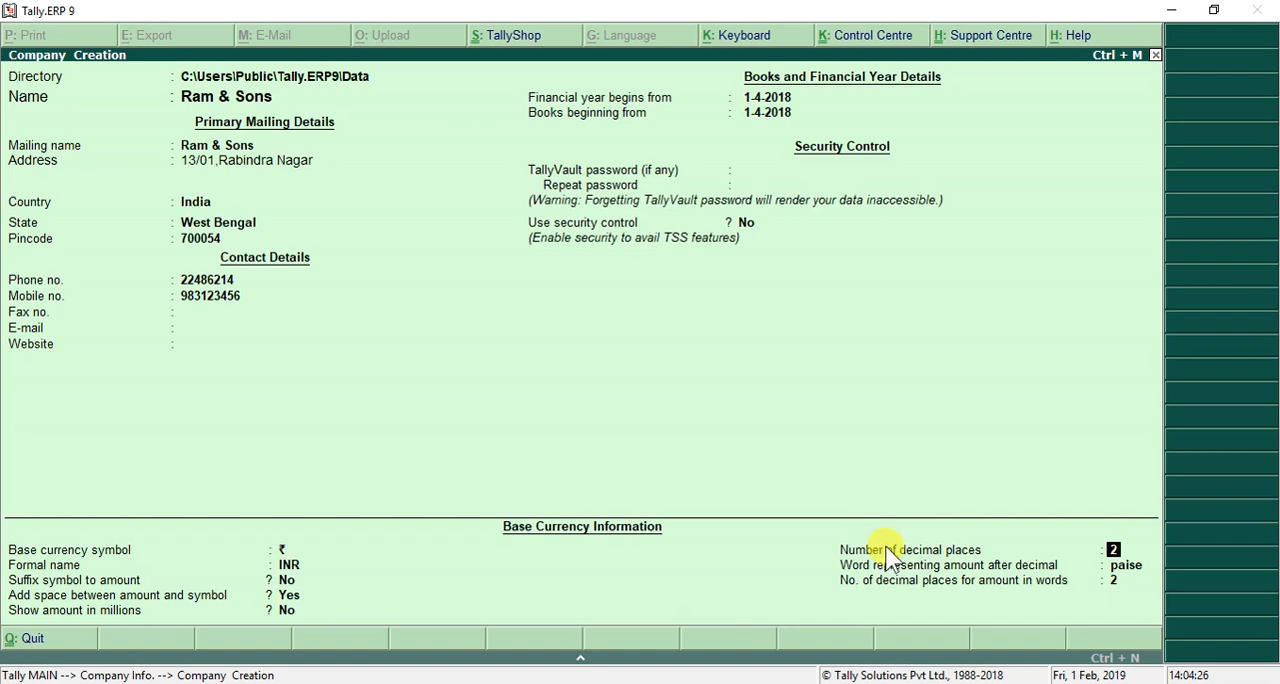 Tally.ERP 9
P: Print E: Export M: E-Mail O: Upload S: TallyShop G: Language K: Keyboard K: Control Centre H: Support Centre H: Help
Company Creation Ctrl + M
Directory : C:\Users\Public\Tally.ERP9\Data
Name : Ram & Sons
Primary Mailing Details
Mailing name : Ram & Sons
Address : 13/01,Rabindra Nagar
Country : India
State : West Bengal
Pincode : 700054
Contact Details
Phone no. : 22486214
Mobile no. : 983123456
Fax no. :
E-mail :
Website :
Books and Financial Year Details
Financial year begins from : 1-4-2018
Books beginning from : 1-4-2018
Security Control
TallyVault password (if any) :
Repeat password :
(Warning: Forgetting TallyVault password will render your data inaccessible.)
Use security control ? No
(Enable security to avail TSS features)
Base Currency Information
Base currency symbol : ₹
Formal name : INR
Suffix symbol to amount ? No
Add space between amount and symbol ? Yes
Show amount in millions ? No
Number of decimal places : 2
Word representing amount after decimal : paise
No. of decimal places for amount in words : 2
Q: Quit
Ctrl + N
Tally MAIN --> Company Info. --> Company Creation © Tally Solutions Pvt Ltd., 1988-2018 Fri, 1 Feb, 2019 14:04:26